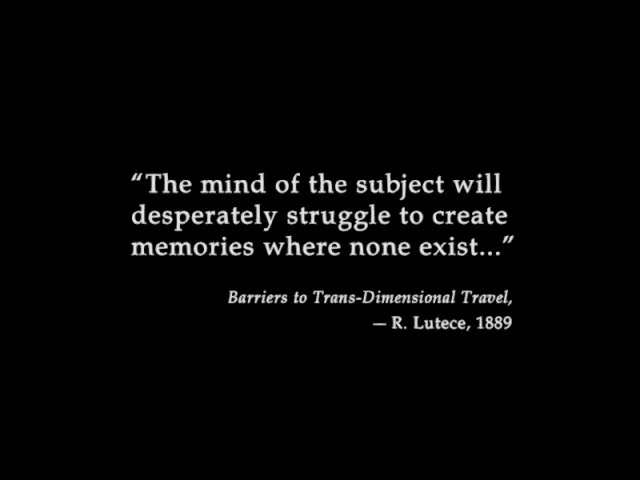 “The mind of the subject will
desperately struggle to create
memories where none exist...”
Barriers to Trans-Dimensional Travel,
— R. Lutece, 1889